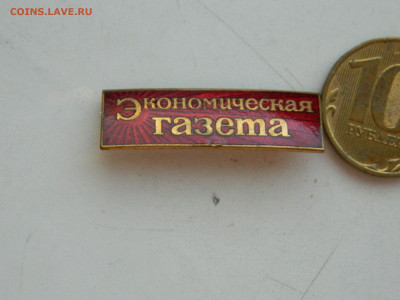 COINS.LAVE.RU
Экономическая
газета
10
РУБЛЕЙ